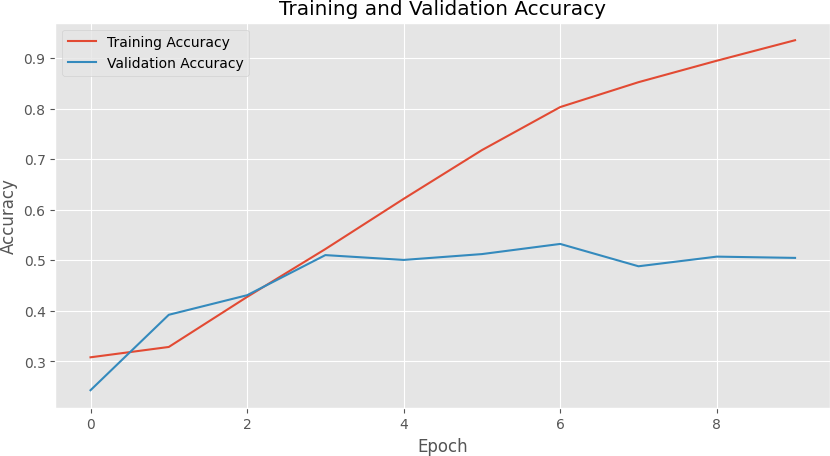 Training and Validation Accuracy
Training Accuracy
Validation Accuracy
0.9
0.8
0.7
0.6
0.5
0.4
0.3
Accuracy
0 2 4 6 8
Epoch